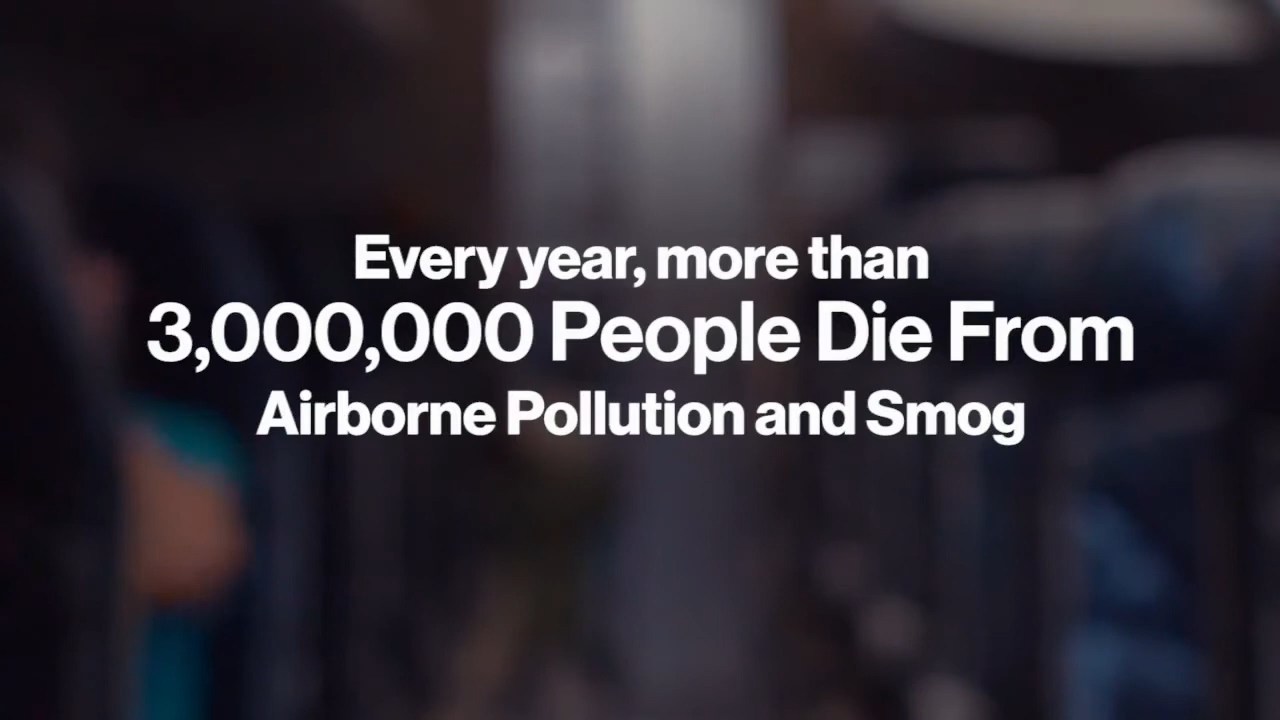 Every year, more than
3,000,000 People Die From
Airborne Pollution and Smog